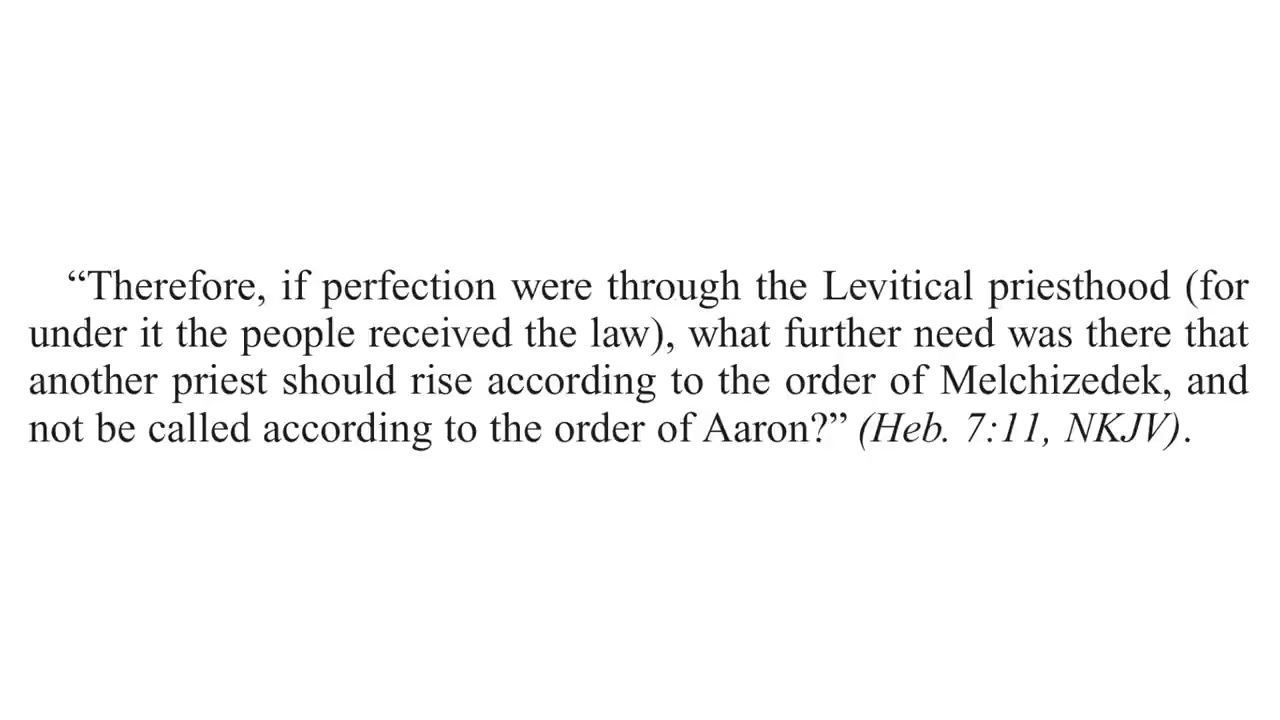 “Therefore, if perfection were through the Levitical priesthood (for
under it the people received the law), what further need was there that
another priest should rise according to the order of Melchizedek, and
not be called according to the order of Aaron?” (Heb. 7:11, NKJV).